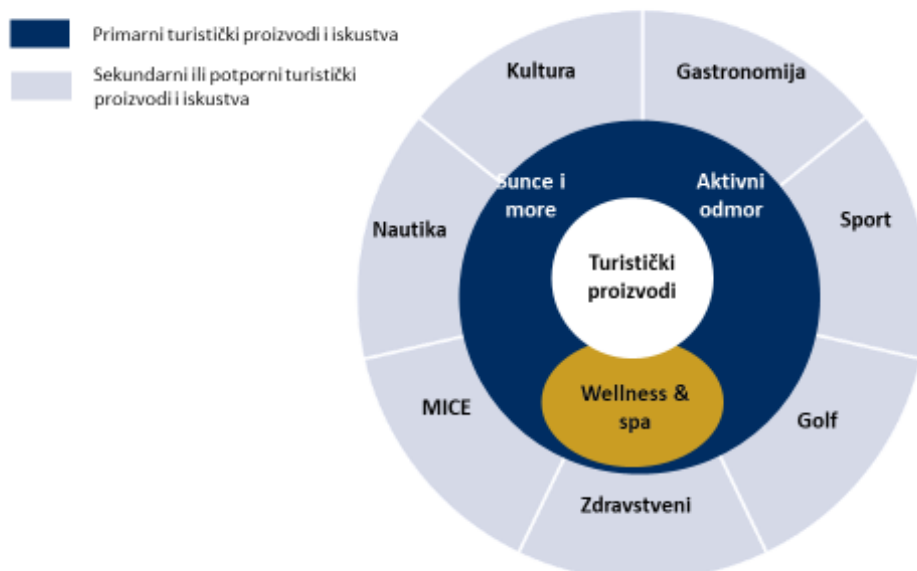 Primarni turistički proizvodi i iskustva
Sekundarni ili potporni turistički
proizvodi i iskustva
Kultura
Gastronomija
Sunce i
more
Aktivni
odmor
Nautika
Sport
Turistički
proizvodi
Wellness &
spa
MICE
Golf
Zdravstveni